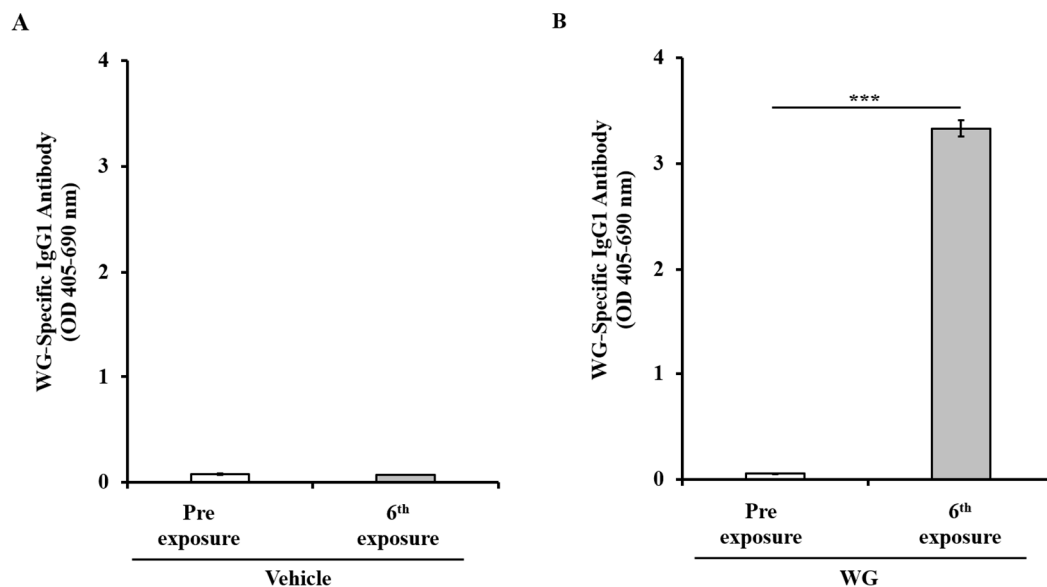 A
WG-Specific IgG1 Antibody
(OD 405-690 nm)
4
3
2
1
0
Pre
exposure
6th
exposure
Vehicle
B
WG-Specific IgG1 Antibody
(OD 405-690 nm)
4
3
2
1
0
***
Pre
exposure
6th
exposure
WG